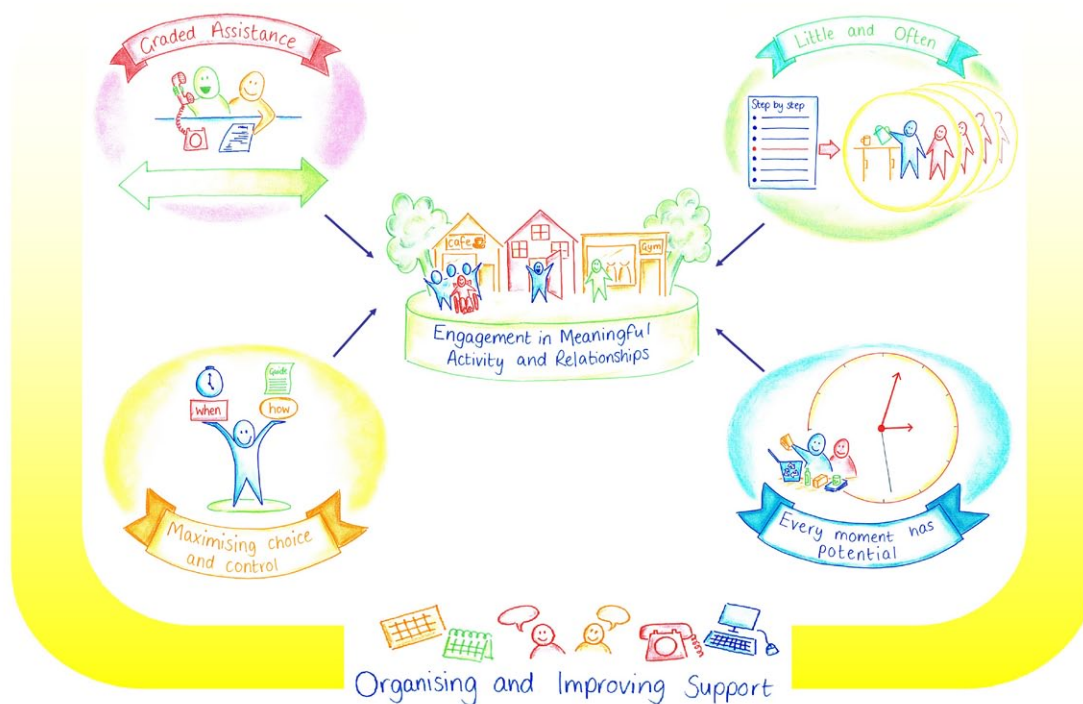 Graded Assistance
Little and Often
Step by step
cafe
Gym
Engagement in Meaningful
Activity and Relationships
Guide
when
how
Maximising choice
and control
Every moment has
potential
Organising and Improving Support